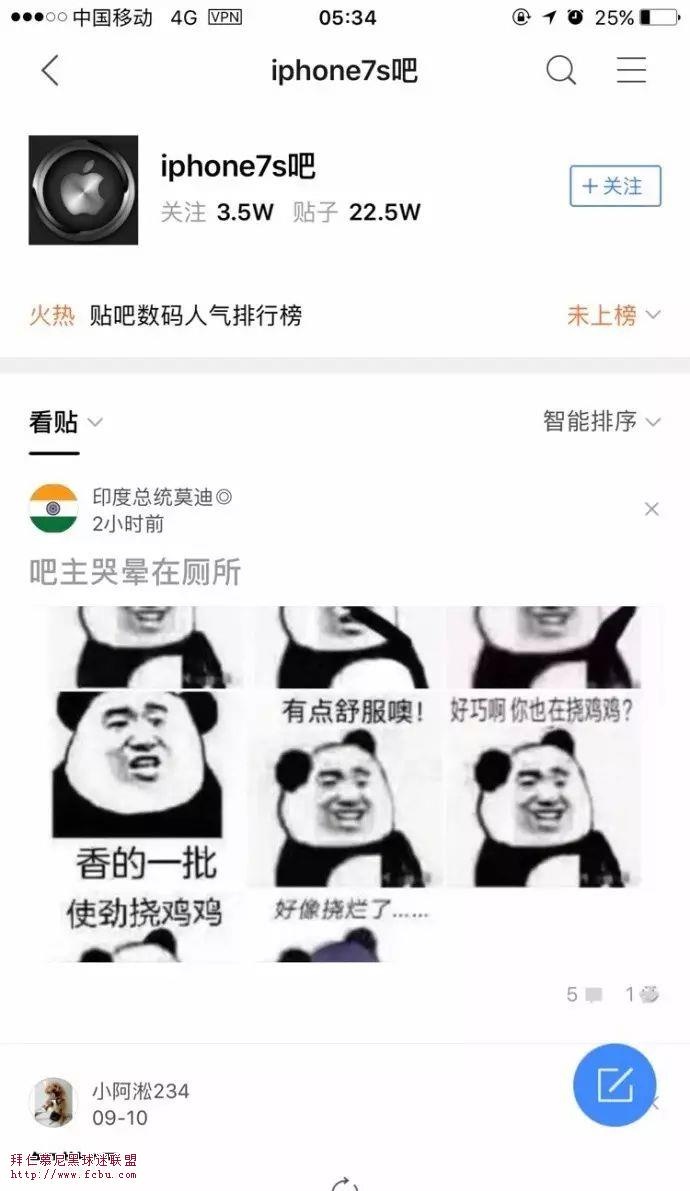 中国移动 4G VPN 05:34 25%
iphone7s吧
iphone7s吧
+关注
关注 3.5W 贴子 22.5W
火热 贴吧数码人气排行榜 未上榜
看贴 智能排序
印度总统莫迪◎
2小时前
吧主哭晕在厕所
有点舒服噢！ 好巧啊 你也在挠鸡鸡？
香的一批
使劲挠鸡鸡 好像挠烂了……
5 1
小阿淞234
09-10
拜仁慕尼黑球迷联盟
http://www.fcbu.com